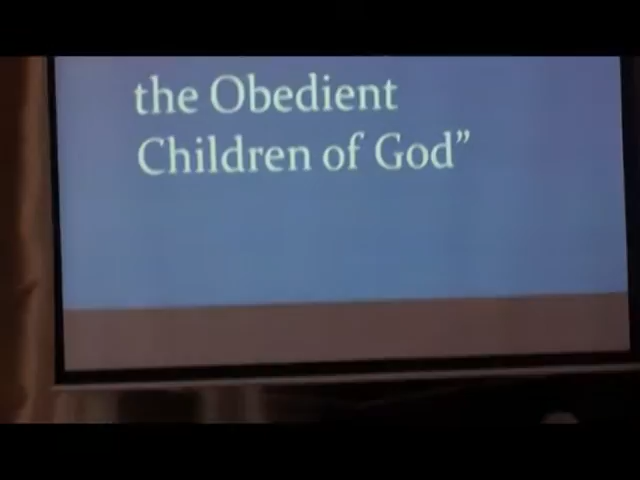 the Obedient
Children of God”